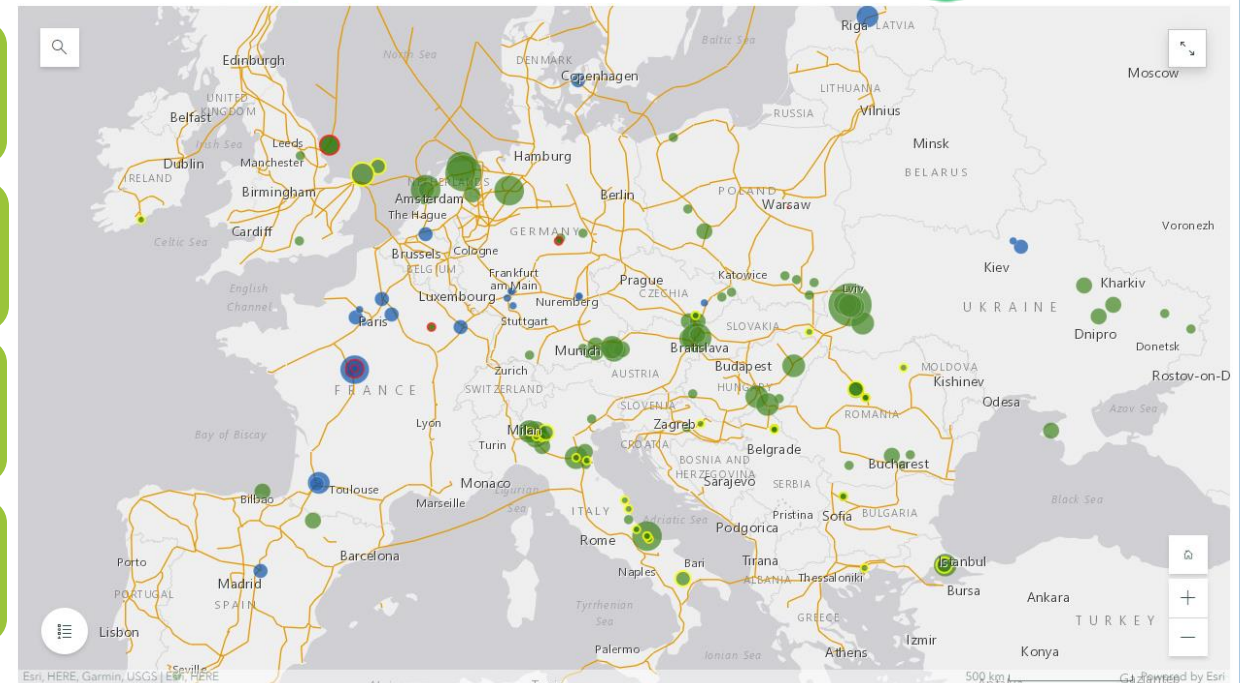 Riga
LATVIA
Baltic Sea
North Sea
Edinburgh
DENMARK
Copenhagen
Moscow
LITHUANIA
UNITED
KINGDOM
Belfast
RUSSIA
Vilnius
Irish Sea
Leeds
Minsk
Dublin
Manchester
Hamburg
IRELAND
BELARUS
NETHERLANDS
Birmingham
Amsterdam
Berlin
POLAND
Warsaw
The Hague
Voronezh
Cardiff
GERMANY
Celtic Sea
Brussels
Cologne
BELGIUM
Kiev
Frankfurt
am Main
Katowice
Prague
Kharkiv
English
Channel
Luxembourg
Nuremberg
CZECHIA
Lviv
UKRAINE
Paris
Stuttgart
SLOVAKIA
Dnipro
Munich
Bratislava
Donetsk
Zurich
AUSTRIA
Budapest
MOLDOVA
Rostov-on-D
FRANCE
SWITZERLAND
HUNGARY
Kishinev
Odesa
SLOVENIA
Azov Sea
Lyon
Milan
Zagreb
ROMANIA
Bay of Biscay
Turin
CROATIA
Belgrade
BOSNIA AND
HERZEGOVINA
Bucharest
Monaco
Sarajevo
SERBIA
Toulouse
Ligurian
Sea
Bilbao
Marseille
ITALY
Adriatic Sea
Pristina
Sofia
BULGARIA
Black Sea
Rome
Podgorica
Barcelona
Porto
Bari
Tirana
Istanbul
Naples
ALBANIA
Thessaloniki
Madrid
Bursa
PORTUGAL
SPAIN
Tyrrhenian
Sea
Ankara
GREECE
TURKEY
Lisbon
Izmir
Palermo
Ionian Sea
Athens
Konya
Seville
Esri, HERE, Garmin, USGS | Esri, HERE
500 km
Powered by Esri